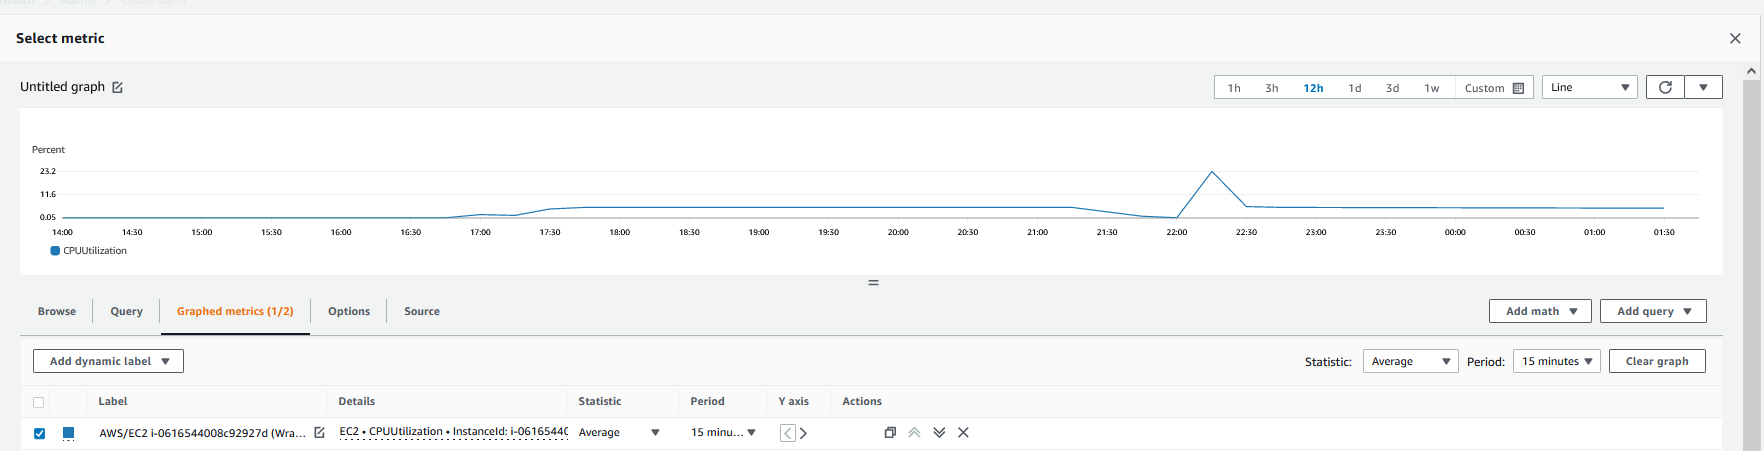 Alarms
Create alarm
Select metric
Untitled graph
1h 3h 12h 1d 3d 1w Custom Line
Percent
23.2
11.6
0.05
14:00 14:30 15:00 15:30 16:00 16:30 17:00 17:30 18:00 18:30 19:00 19:30 20:00 20:30 21:00 21:30 22:00 22:30 23:00 23:30 00:00 00:30 01:00 01:30
CPUUtilization
Browse Query Graphed metrics (1/2) Options Source Add math Add query
Add dynamic label Statistic: Average Period: 15 minutes Clear graph
Label Details Statistic Period Y axis Actions
AWS/EC2 i-0616544008c92927d (Wra... EC2 • CPUUtilization • InstanceId: i-06165440 Average 15 minu...